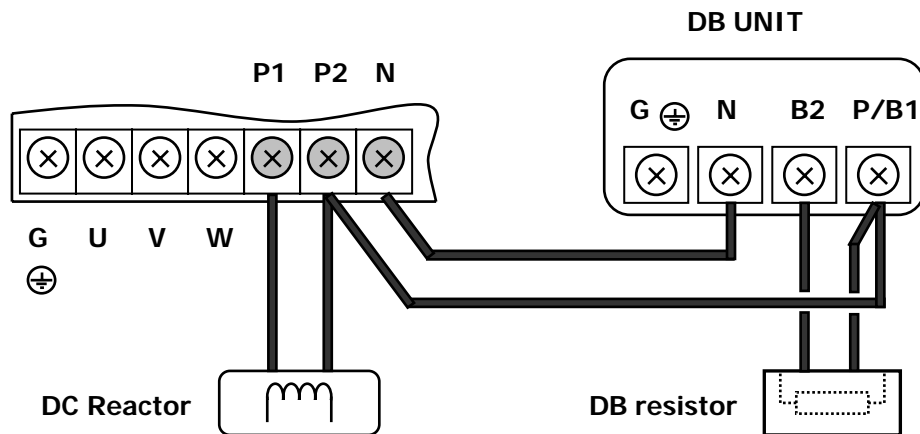 DB UNIT
P1 P2 N
G N B2 P/B1
G U V W
DC Reactor
DB resistor